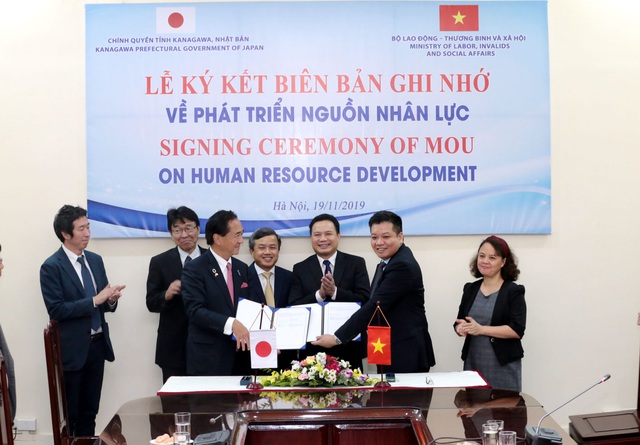 CHÍNH QUYỀN TỈNH KANAGAWA, NHẬT BẢN
KANAGAWA PREFECTURAL GOVERNMENT OF JAPAN
BỘ LAO ĐỘNG - THƯƠNG BINH VÀ XÃ HỘI
MINISTRY OF LABOR, INVALIDS
AND SOCIAL AFFAIRS
LỄ KÝ KẾT BIÊN BẢN GHI NHỚ
VỀ PHÁT TRIỂN NGUỒN NHÂN LỰC
SIGNING CEREMONY OF MOU
ON HUMAN RESOURCE DEVELOPMENT
Hà Nội, 19/11/2019